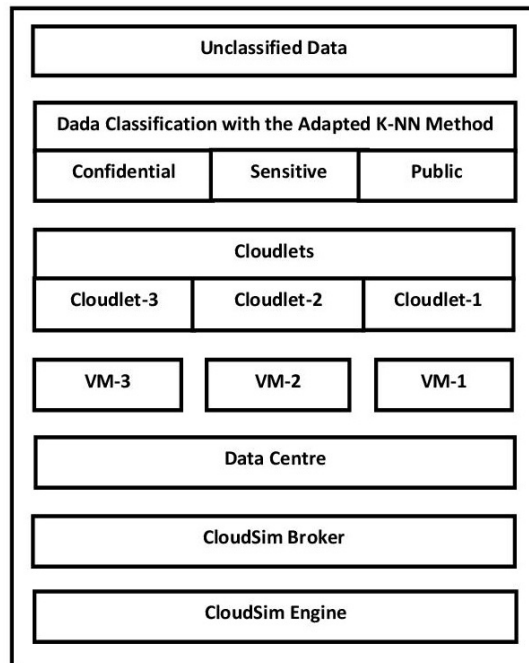 Unclassified Data
Dada Classification with the Adapted K-NN Method
Confidential Sensitive Public
Cloudlets
Cloudlet-3 Cloudlet-2 Cloudlet-1
VM-3 VM-2 VM-1
Data Centre
CloudSim Broker
CloudSim Engine